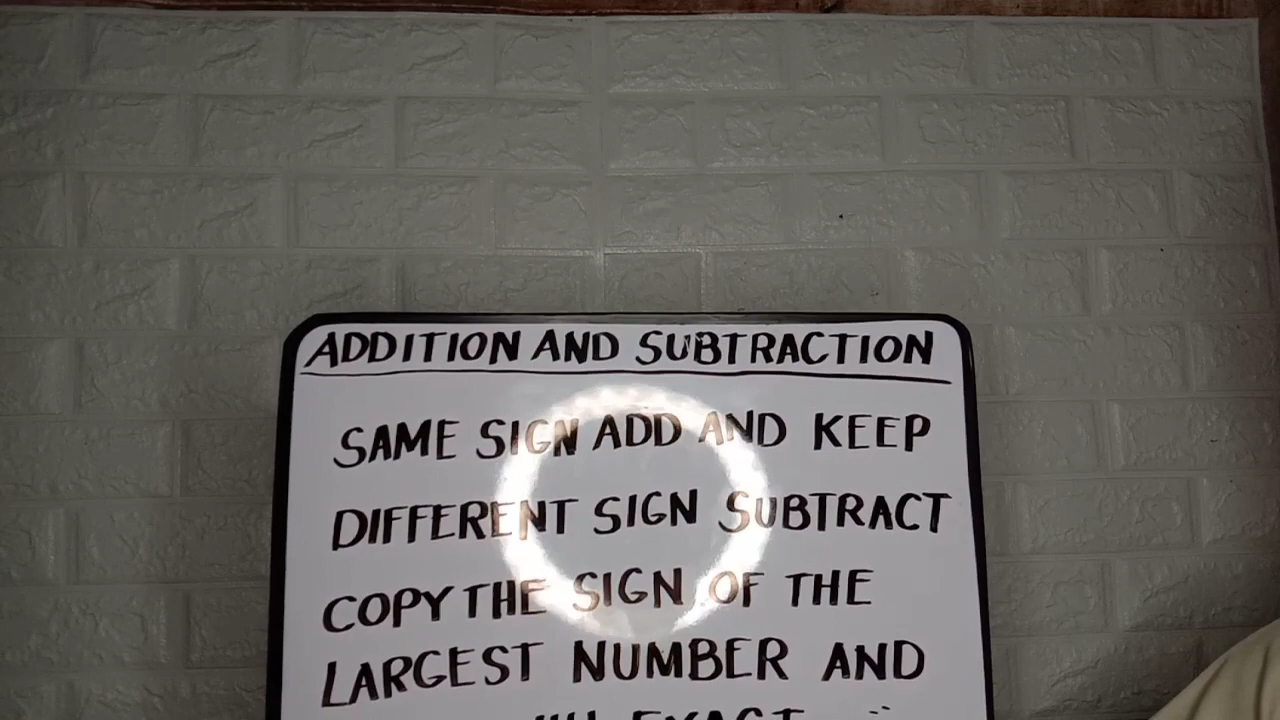 ADDITION AND SUBTRACTION
SAME SIGN ADD AND KEEP
DIFFERENT SIGN SUBTRACT
COPY THE SIGN OF THE
LARGEST NUMBER AND
EXACT